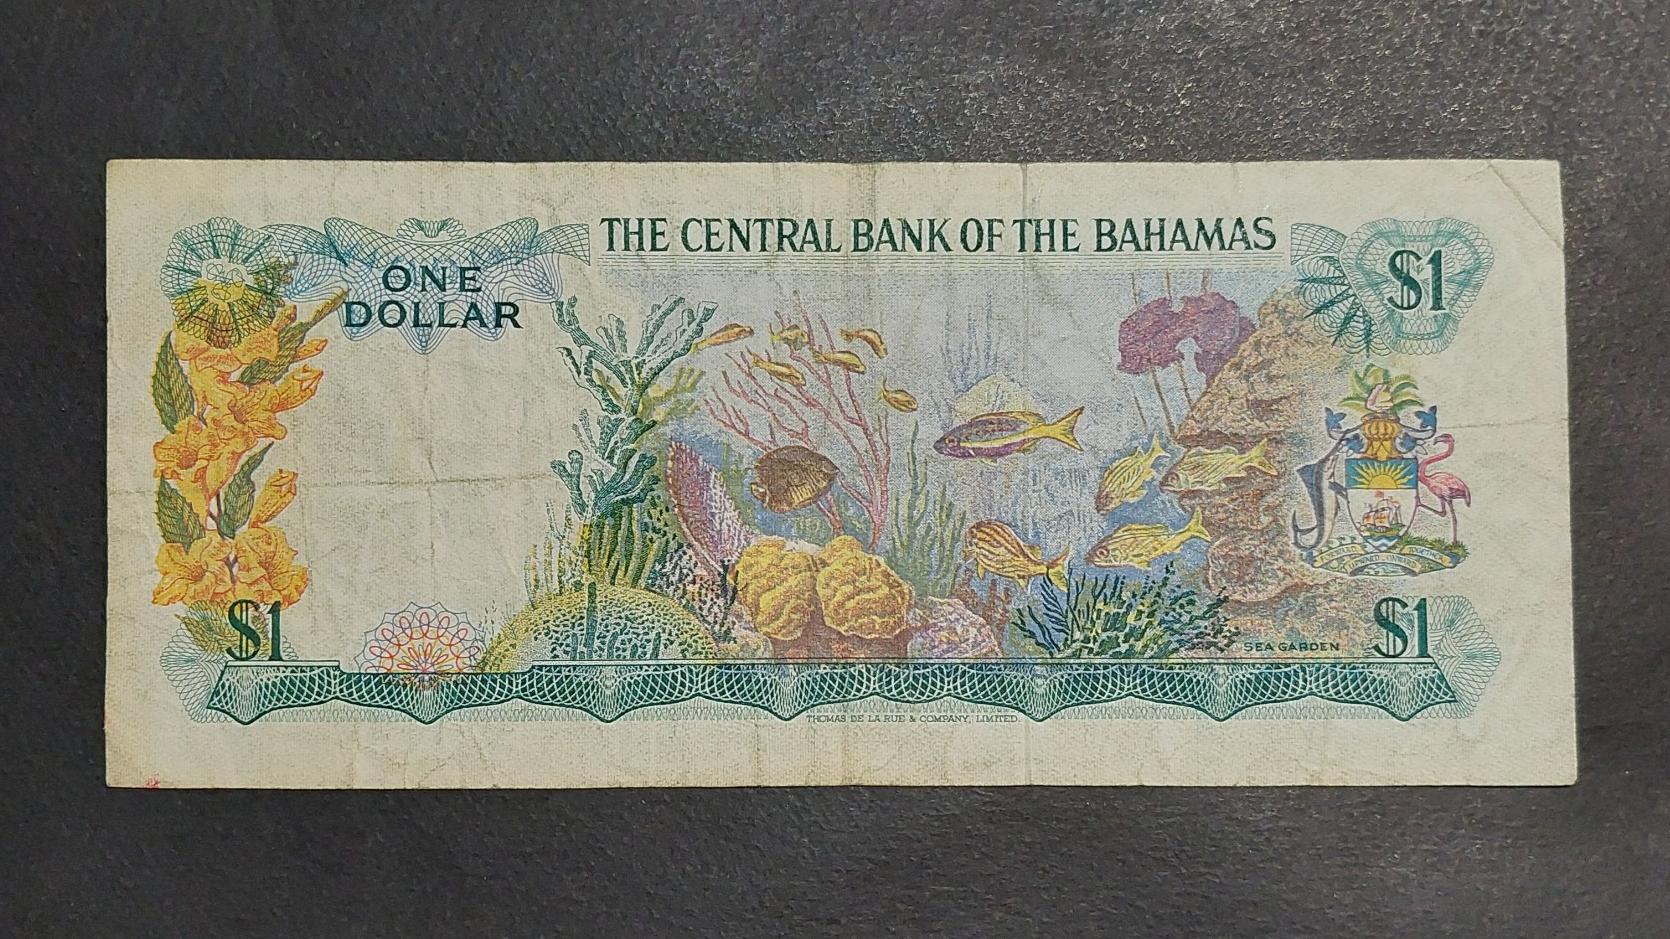 THE CENTRAL BANK OF THE BAHAMAS
ONE
DOLLAR
$1
$1
SEA GARDEN
$1
THOMAS DE LA RUE & COMPANY, LIMITED.